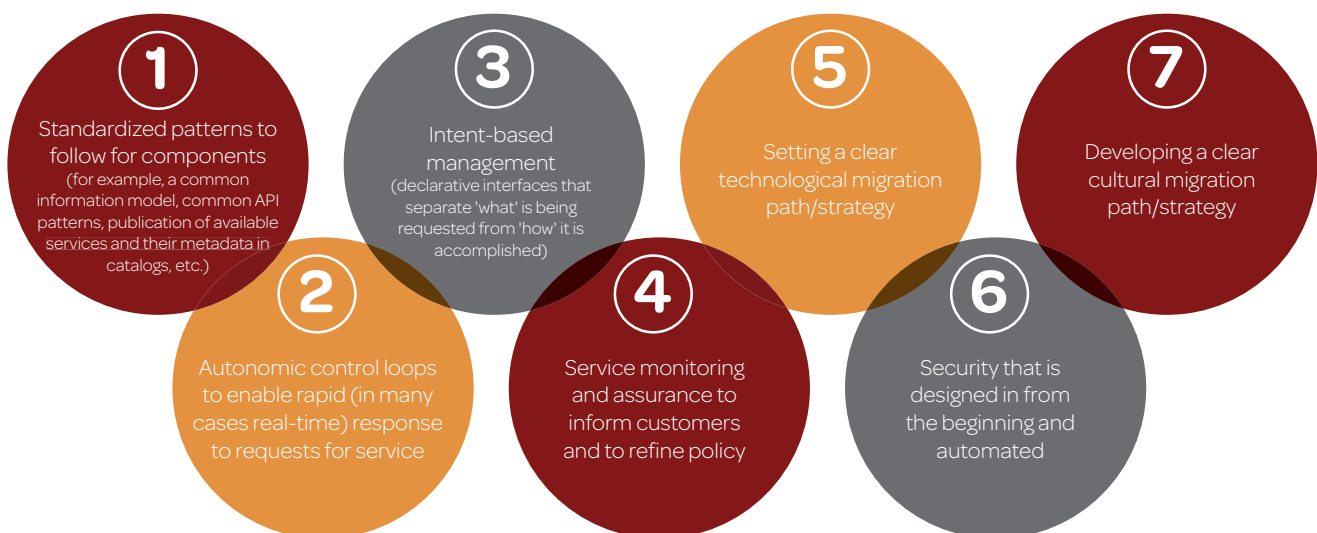 1
Standardized patterns to
follow for components
(for example, a common
information model, common API
patterns, publication of available
services and their metadata in
catalogs, etc.)
2
Autonomic control loops
to enable rapid (in many
cases real-time) response
to requests for service
3
Intent-based
management
(declarative interfaces that
separate 'what' is being
requested from 'how' it is
accomplished)
4
Service monitoring
and assurance to
inform customers
and to refine policy
5
Setting a clear
technological migration
path/strategy
6
Security that is
designed in from
the beginning and
automated
7
Developing a clear
cultural migration
path/strategy